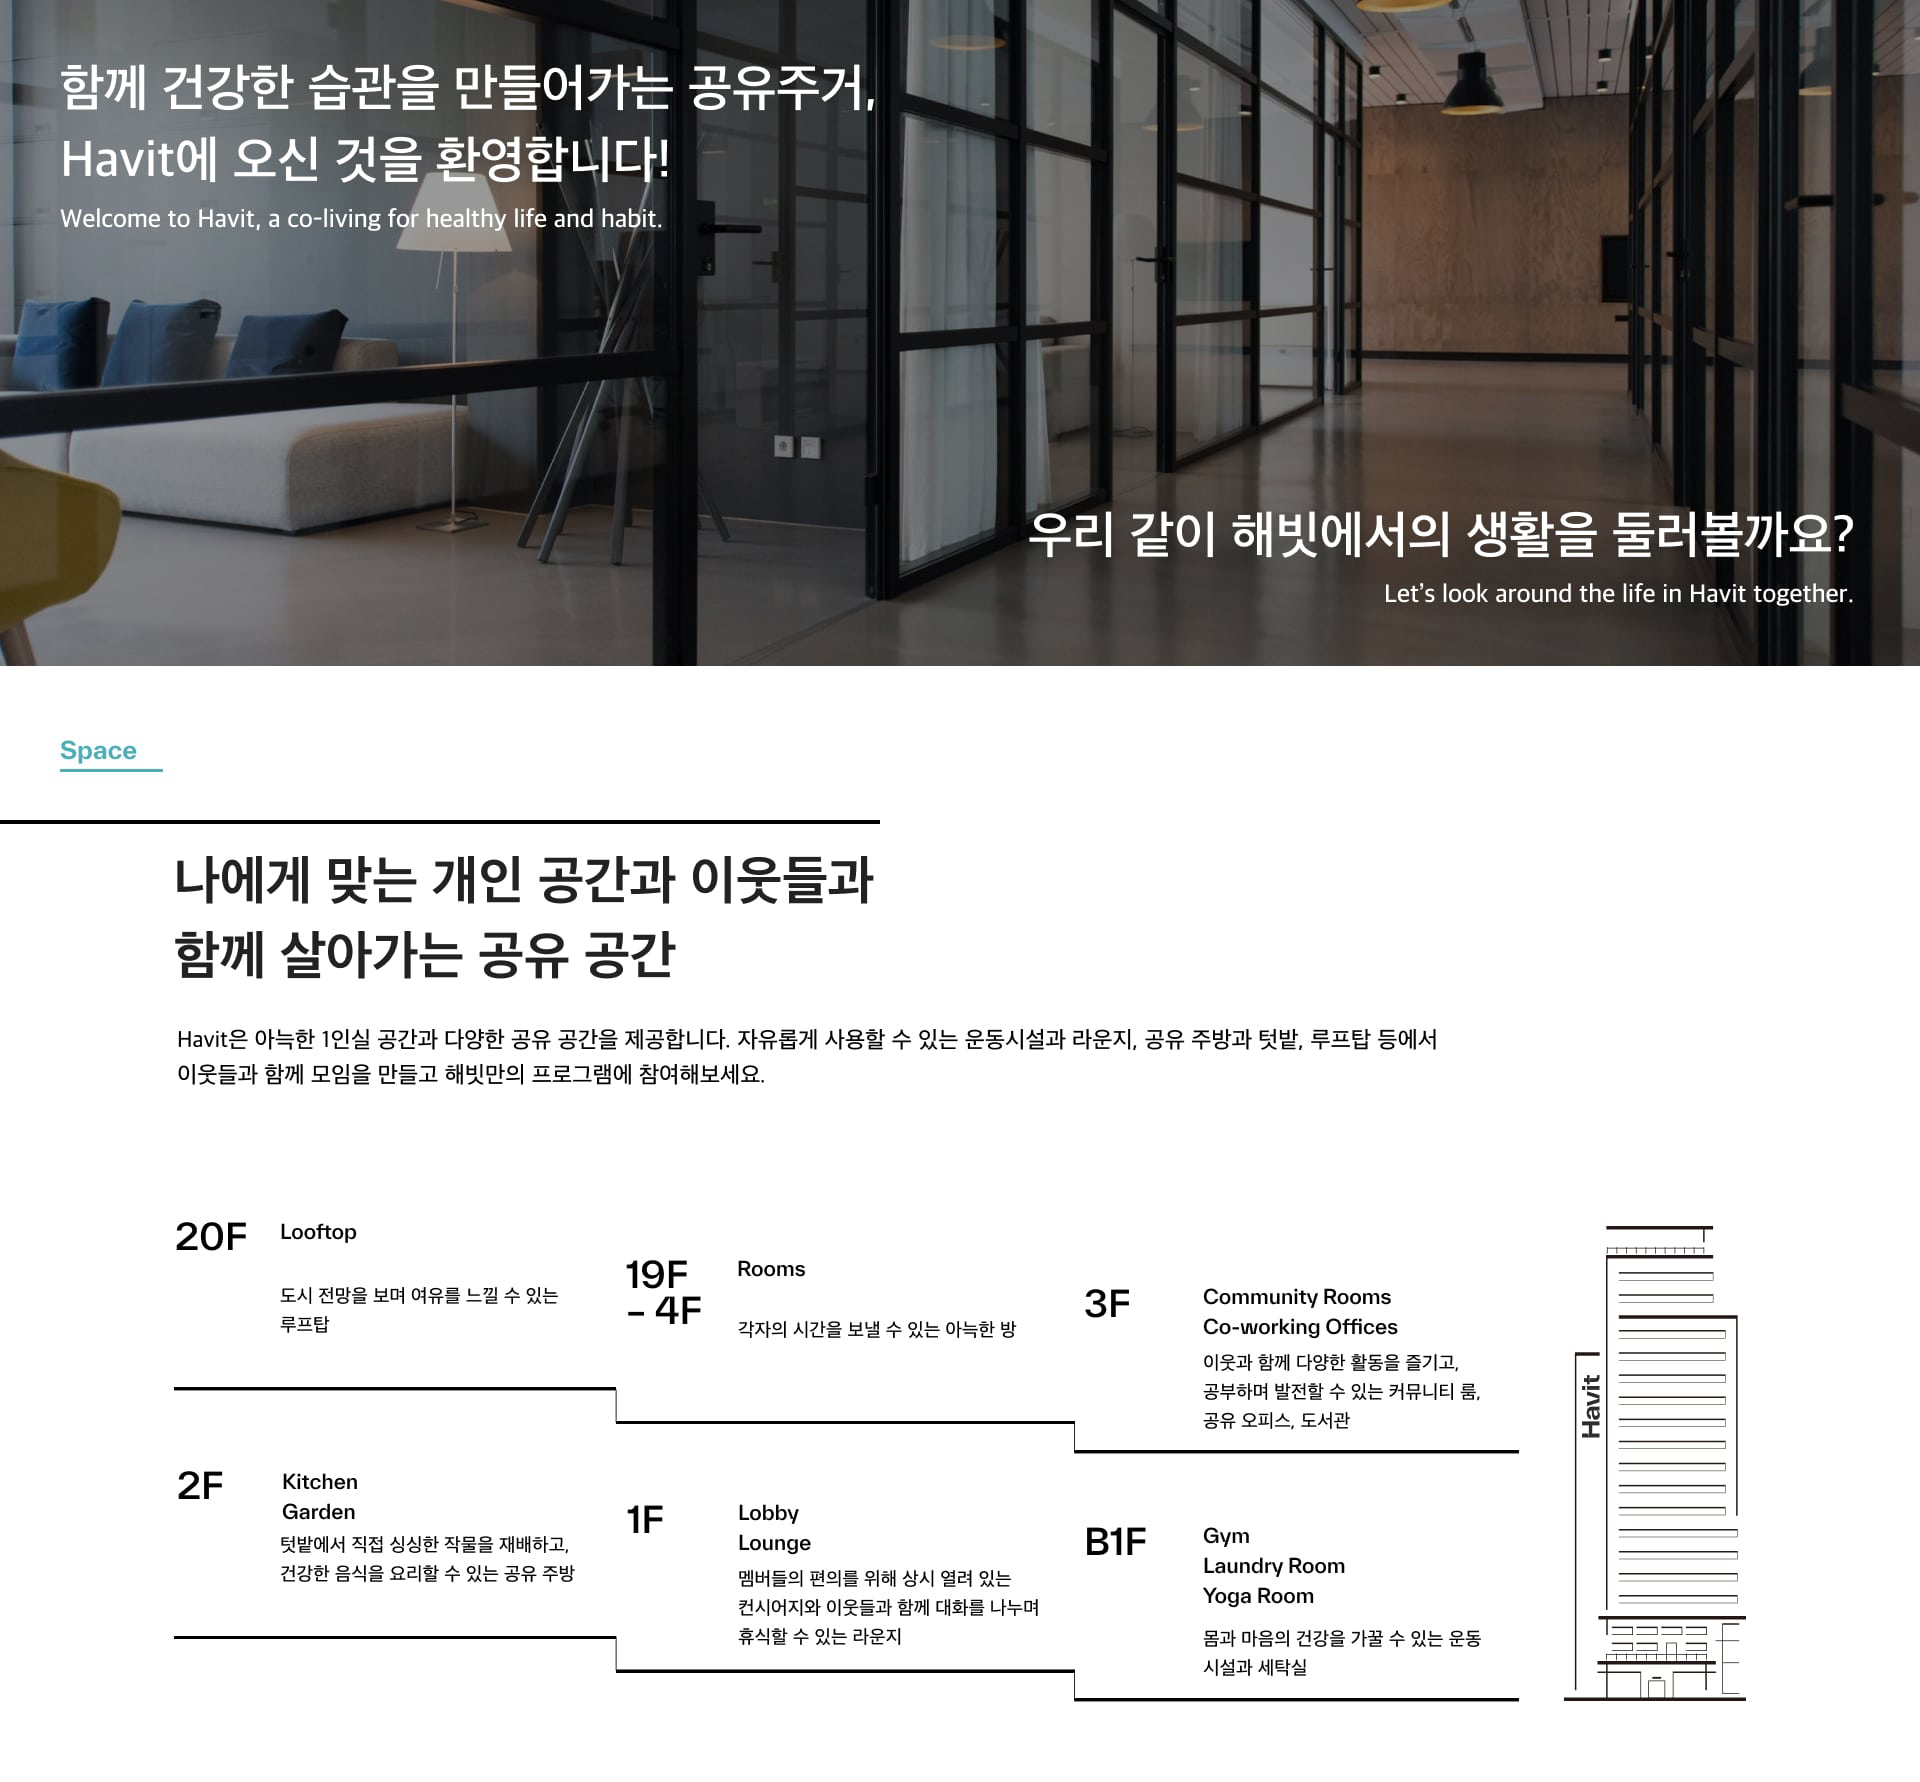 함께 건강한 습관을 만들어가는 공유주거,
Havit에 오신 것을 환영합니다!
Welcome to Havit, a co-living for healthy life and habit.
우리 같이 해빗에서의 생활을 둘러볼까요?
Let’s look around the life in Havit together.
Space
나에게 맞는 개인 공간과 이웃들과
함께 살아가는 공유 공간
Havit은 아늑한 1인실 공간과 다양한 공유 공간을 제공합니다. 자유롭게 사용할 수 있는 운동시설과 라운지, 공유 주방과 텃밭, 루프탑 등에서
이웃들과 함께 모임을 만들고 해빗만의 프로그램에 참여해보세요.
20F
Looftop
도시 전망을 보며 여유를 느낄 수 있는
루프탑
19F
– 4F
Rooms
각자의 시간을 보낼 수 있는 아늑한 방
3F
Community Rooms
Co-working Offices
이웃과 함께 다양한 활동을 즐기고,
공부하며 발전할 수 있는 커뮤니티 룸,
공유 오피스, 도서관
2F
Kitchen
Garden
텃밭에서 직접 싱싱한 작물을 재배하고,
건강한 음식을 요리할 수 있는 공유 주방
1F
Lobby
Lounge
멤버들의 편의를 위해 상시 열려 있는
컨시어지와 이웃들과 함께 대화를 나누며
휴식할 수 있는 라운지
B1F
Gym
Laundry Room
Yoga Room
몸과 마음의 건강을 가꿀 수 있는 운동
시설과 세탁실
Havit